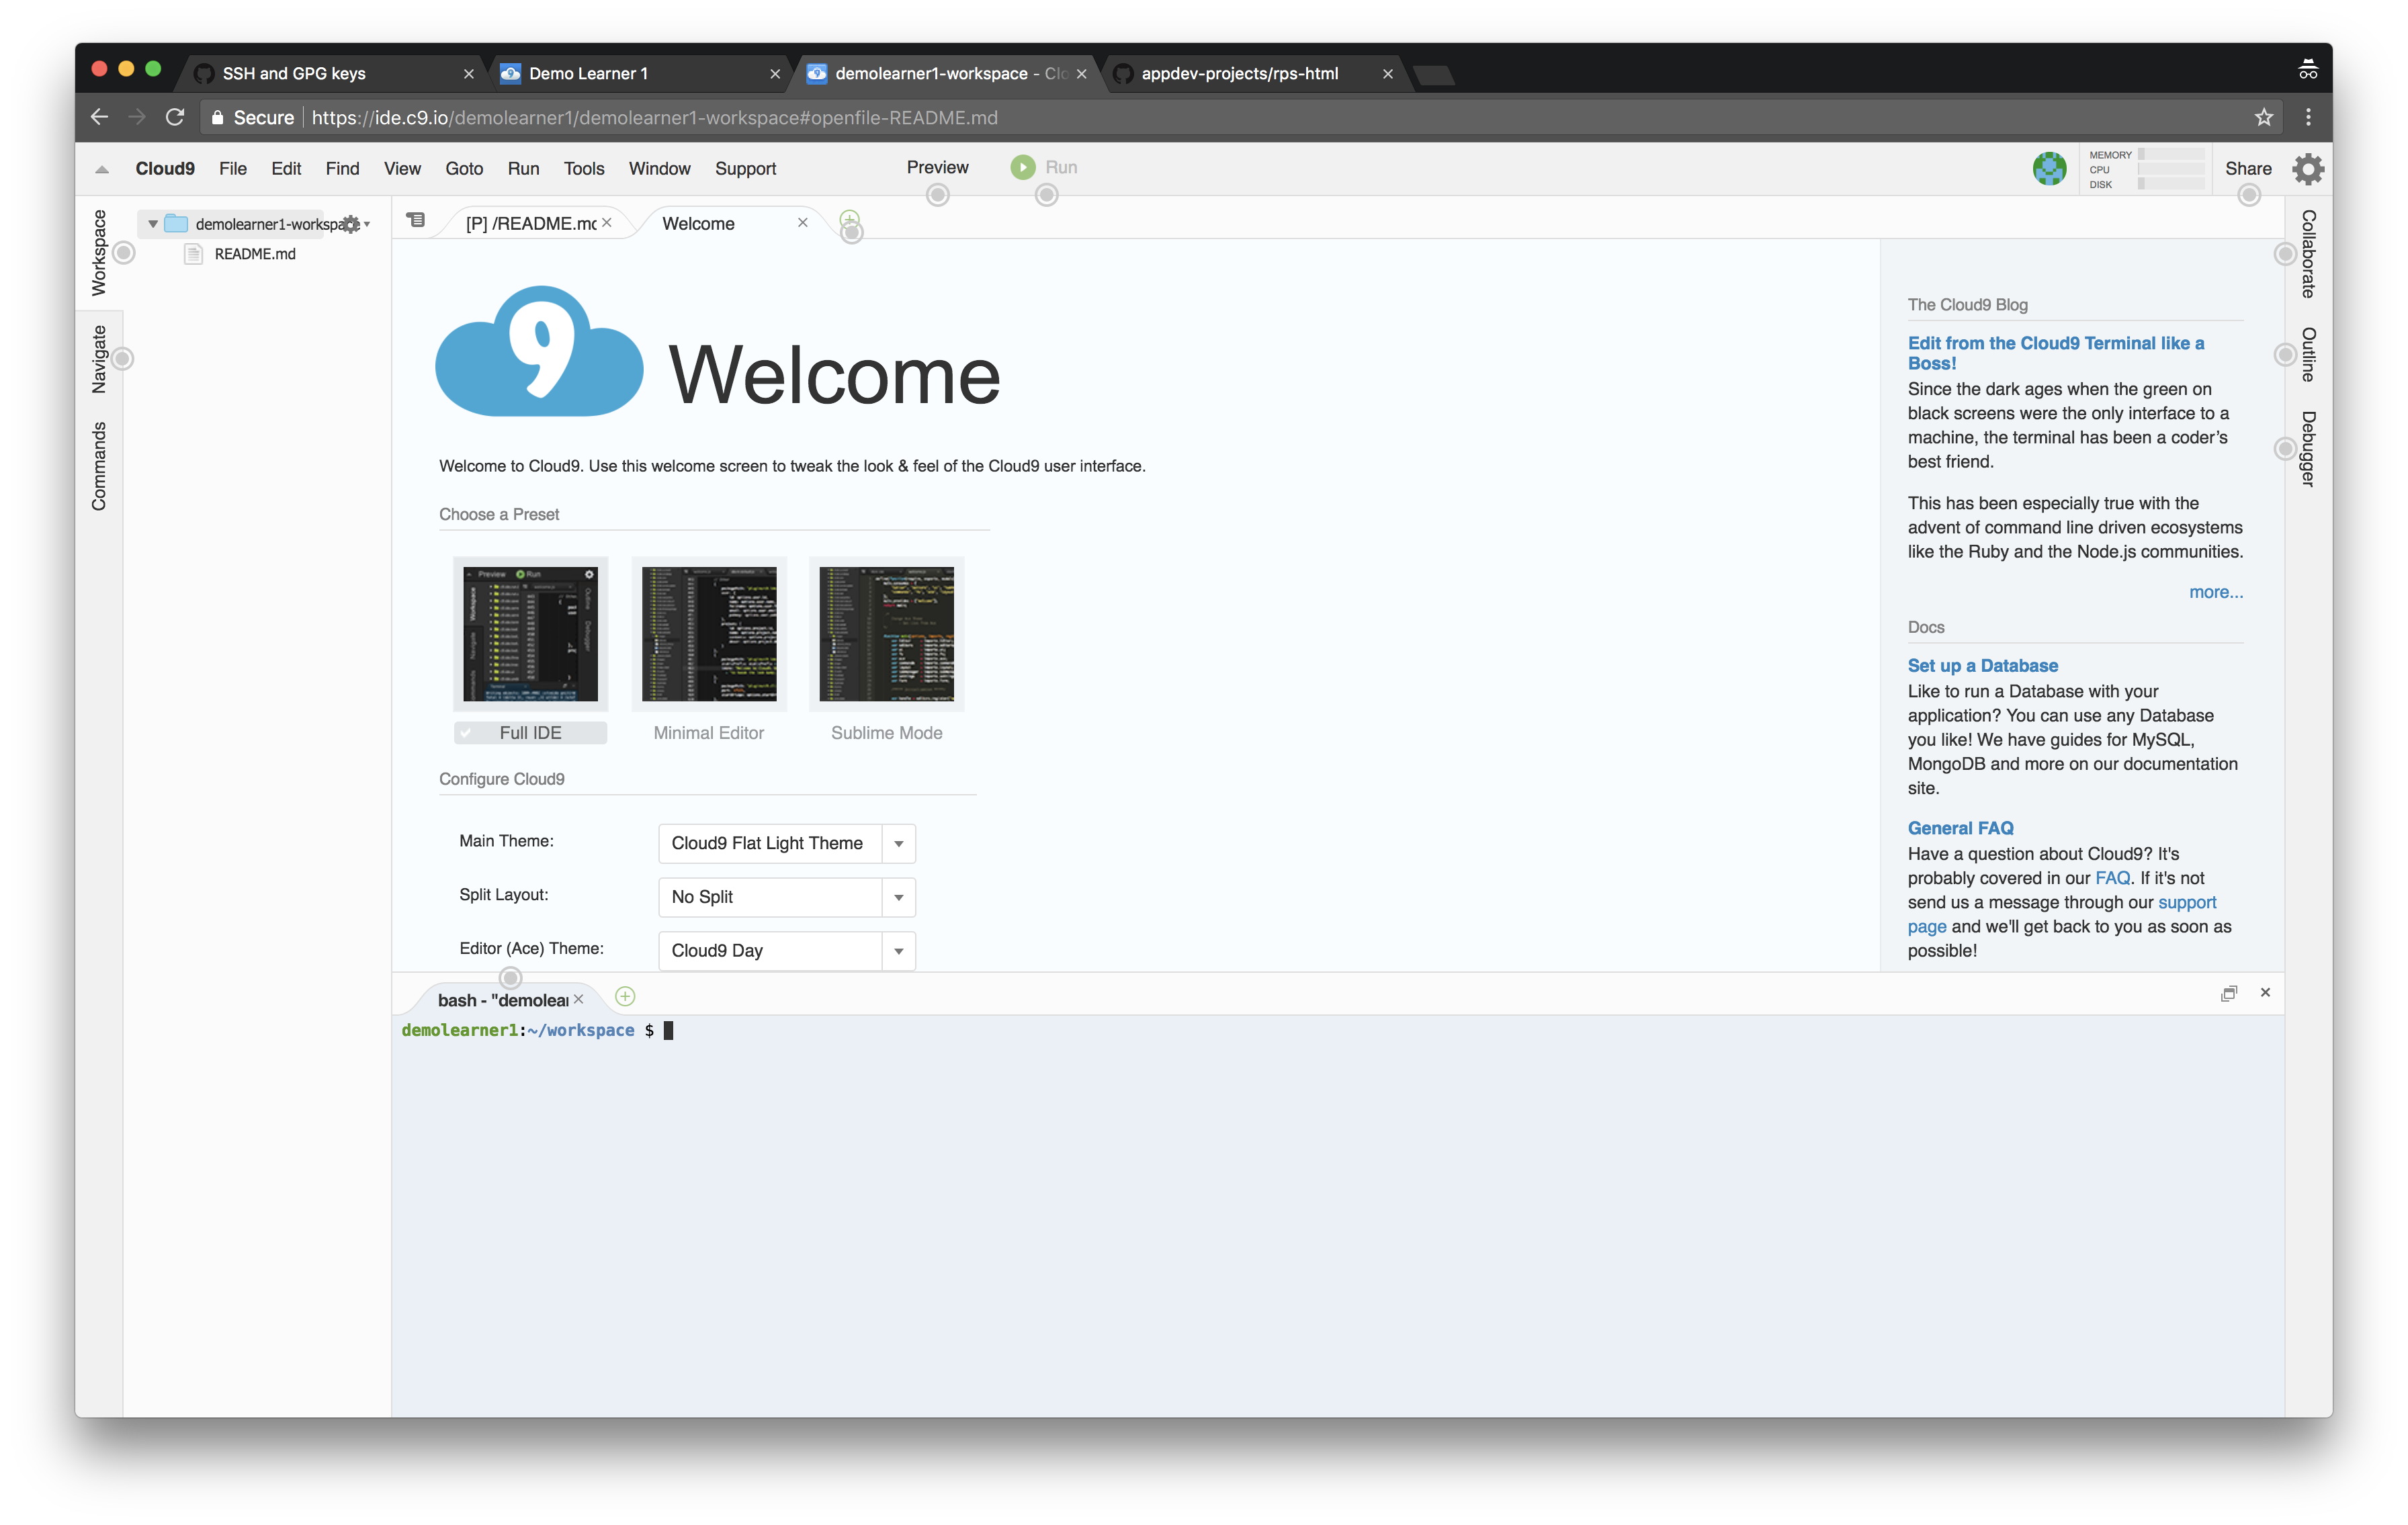 SSH and GPG keys
Demo Learner 1
demolearner1-workspace - Clo
appdev-projects/rps-html
Secure
https://ide.c9.io/demolearner1/demolearner1-workspace#openfile-README.md
Cloud9 File Edit Find View Goto Run Tools Window Support
Preview
Run
MEMORY
CPU
DISK
Share
Workspace
Navigate
Commands
demolearner1-workspace
README.md
[P] /README.mc
Welcome
9
Welcome
Welcome to Cloud9. Use this welcome screen to tweak the look & feel of the Cloud9 user interface.
Choose a Preset
Preview Run
Full IDE
Minimal Editor
Sublime Mode
Configure Cloud9
Main Theme:
Cloud9 Flat Light Theme
Split Layout:
No Split
Editor (Ace) Theme:
Cloud9 Day
The Cloud9 Blog
Edit from the Cloud9 Terminal like a
Boss!
Since the dark ages when the green on
black screens were the only interface to a
machine, the terminal has been a coder’s
best friend.
This has been especially true with the
advent of command line driven ecosystems
like the Ruby and the Node.js communities.
more...
Docs
Set up a Database
Like to run a Database with your
application? You can use any Database
you like! We have guides for MySQL,
MongoDB and more on our documentation
site.
General FAQ
Have a question about Cloud9? It's
probably covered in our FAQ. If it's not
send us a message through our support
page and we'll get back to you as soon as
possible!
Collaborate
Outline
Debugger
bash - "demolear
demolearner1:~/workspace $